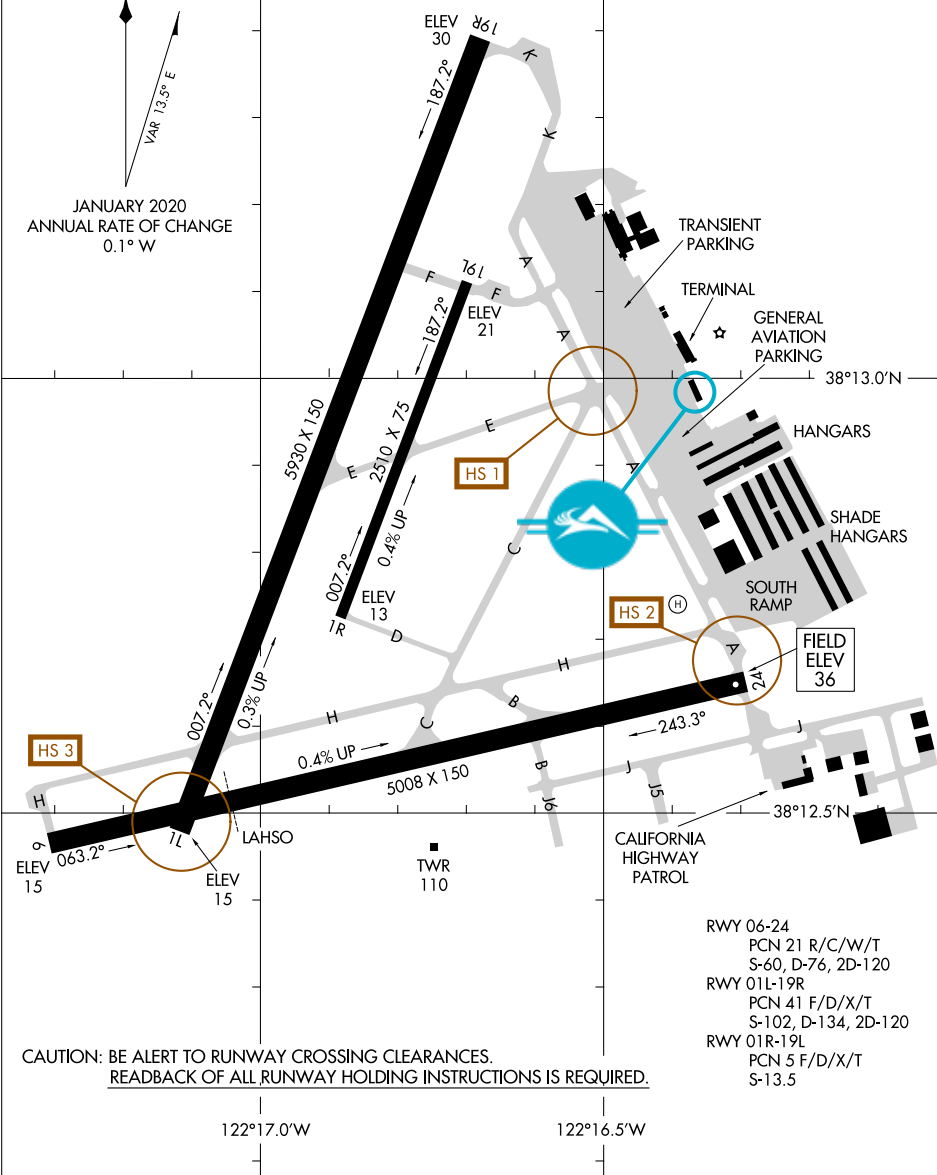 VAR 13.5° E
JANUARY 2020
ANNUAL RATE OF CHANGE
0.1° W
ELEV
30
19R
187.2°
K
K
TRANSIENT
PARKING
TERMINAL
GENERAL
AVIATION
PARKING
38°13.0'N
F
19L
F
A
ELEV
21
187.2°
A
5930 X 150
2510 X 75
E
E
HS 1
A
HANGARS
SHADE
HANGARS
C
007.2°
0.4% UP
ELEV
13
1R
D
HS 2
H
SOUTH
RAMP
A
FIELD
ELEV
36
24
H
B
243.3°
007.2°
0.3% UP
H
C
HS 3
0.4% UP
5008 X 150
B
J
J
J5
J6
H
38°12.5'N
6
063.2°
ELEV
15
1L
LAHSO
ELEV
15
TWR
110
CALIFORNIA
HIGHWAY
PATROL
RWY 06-24
PCN 21 R/C/W/T
S-60, D-76, 2D-120
RWY 01L-19R
PCN 41 F/D/X/T
S-102, D-134, 2D-120
RWY 01R-19L
PCN 5 F/D/X/T
S-13.5
CAUTION: BE ALERT TO RUNWAY CROSSING CLEARANCES.
READBACK OF ALL RUNWAY HOLDING INSTRUCTIONS IS REQUIRED.
122°17.0'W
122°16.5'W